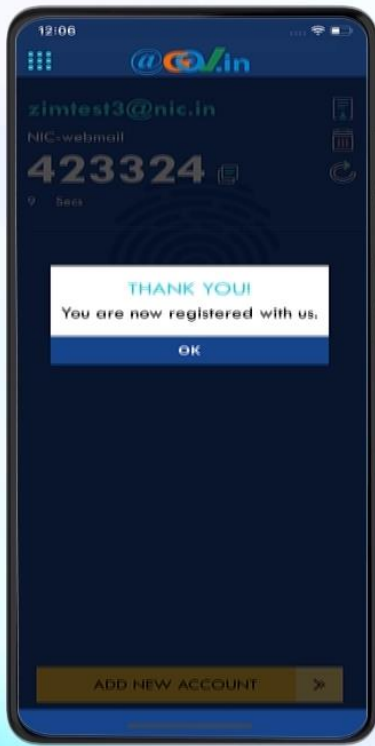 12:06
@GOV.in
zimtest3@nic.in
NIC-webmail
423324
9 Secs
THANK YOU!
You are now registered with us.
OK
ADD NEW ACCOUNT